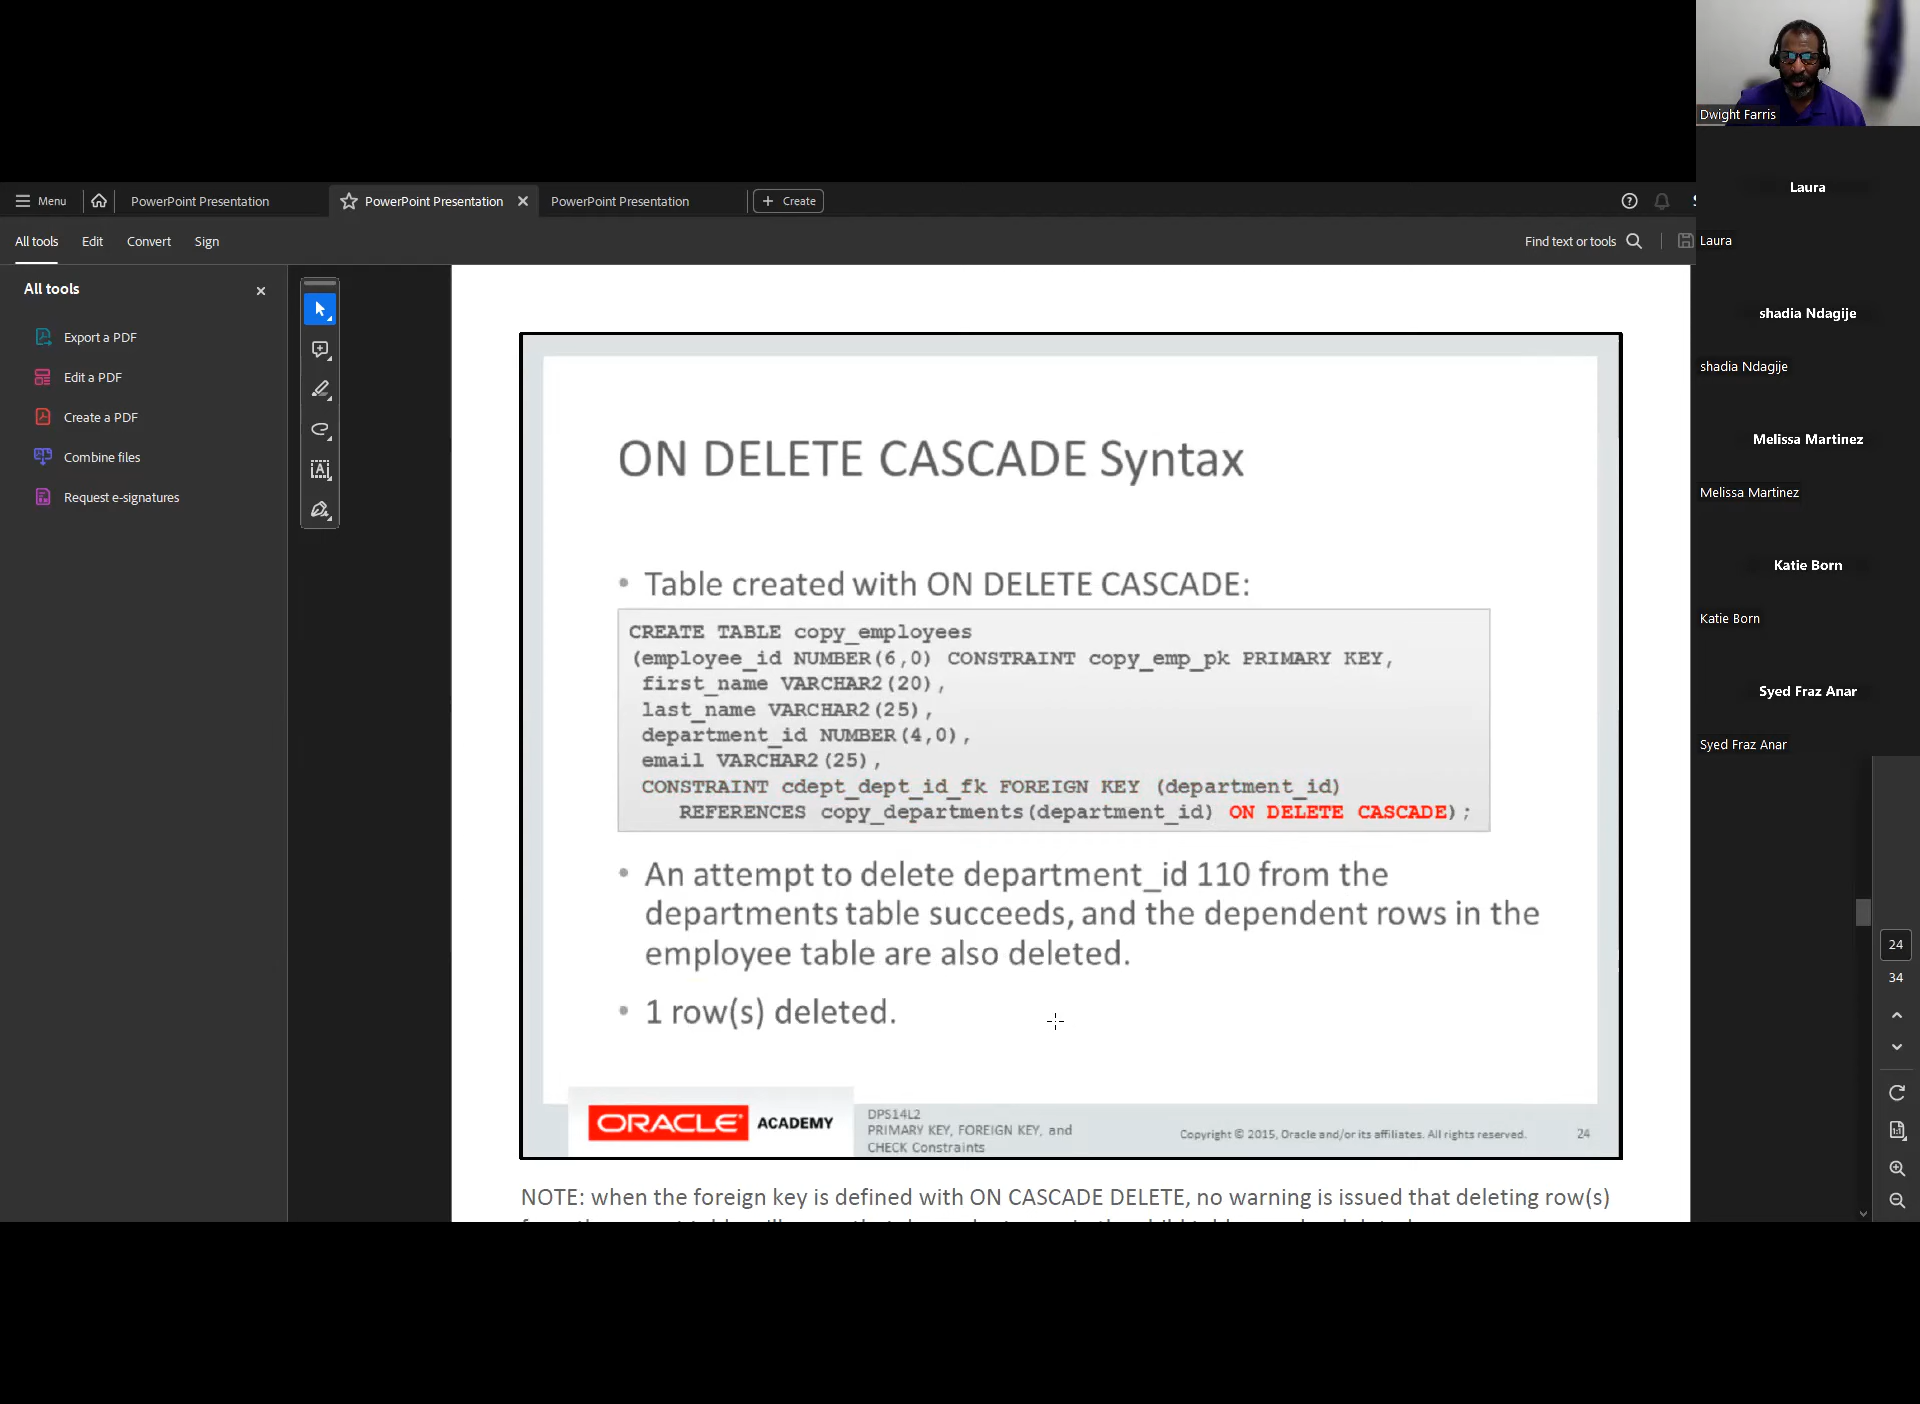 Dwight Farris
Laura
Laura
shadia Ndagije
shadia Ndagije
Melissa Martinez
Melissa Martinez
Katie Born
Katie Born
Syed Fraz Anar
Syed Fraz Anar
Menu
PowerPoint Presentation
PowerPoint Presentation
PowerPoint Presentation
Create
All tools
Edit
Convert
Sign
Find text or tools
All tools
Export a PDF
Edit a PDF
Create a PDF
Combine files
Request e-signatures
ON DELETE CASCADE Syntax
• Table created with ON DELETE CASCADE:
CREATE TABLE copy_employees
(employee_id NUMBER(6,0) CONSTRAINT copy_emp_pk PRIMARY KEY,
first_name VARCHAR2(20),
last_name VARCHAR2(25),
department_id NUMBER(4,0),
email VARCHAR2(25),
CONSTRAINT cdept_dept_id_fk FOREIGN KEY (department_id)
REFERENCES copy_departments(department_id) ON DELETE CASCADE);
• An attempt to delete department_id 110 from the
departments table succeeds, and the dependent rows in the
employee table are also deleted.
• 1 row(s) deleted.
ORACLE ACADEMY
DPS14L2
PRIMARY KEY, FOREIGN KEY, and
CHECK Constraints
Copyright © 2015, Oracle and/or its affiliates. All rights reserved.
24
NOTE: when the foreign key is defined with ON CASCADE DELETE, no warning is issued that deleting row(s)
24
34